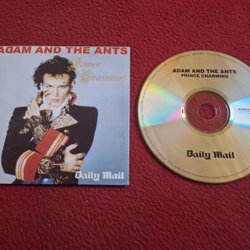 ADAM AND THE ANTS
Prince
Charming
Daily Mail
ADAM AND THE ANTS
PRINCE CHARMING
Daily Mail